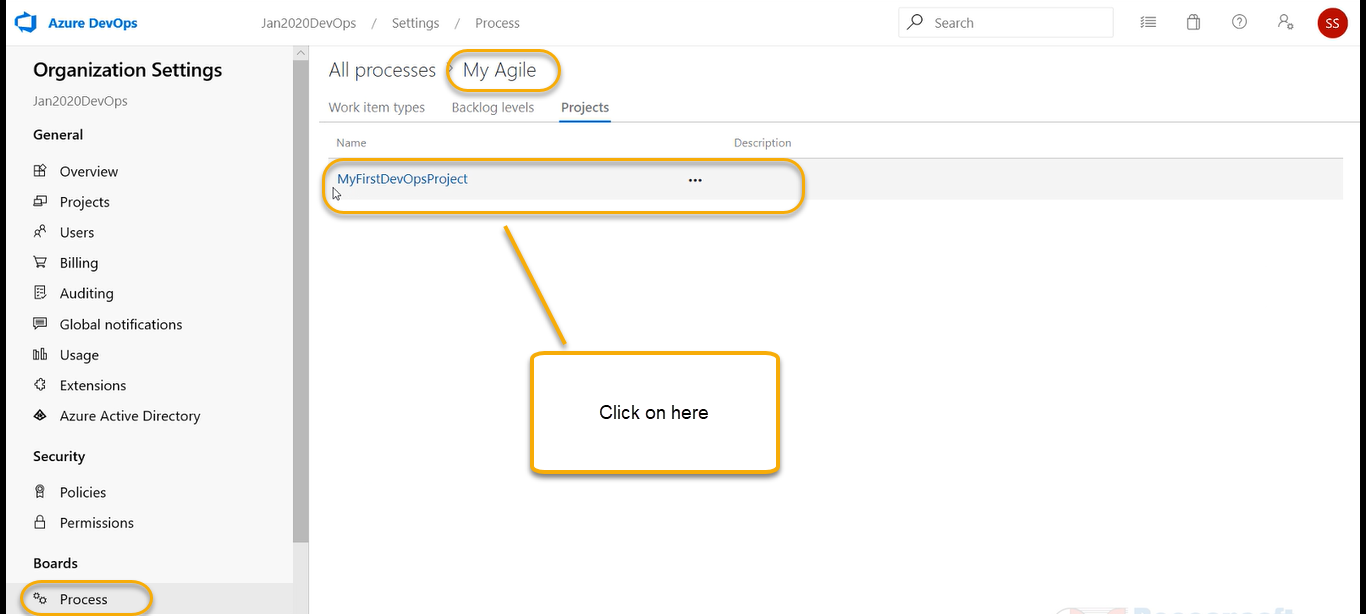 Azure DevOps
Jan2020DevOps / Settings / Process
Search
SS
Organization Settings
Jan2020DevOps
General
Overview
Projects
Users
Billing
Auditing
Global notifications
Usage
Extensions
Azure Active Directory
Security
Policies
Permissions
Boards
Process
All processes > My Agile
Work item types Backlog levels Projects
Name Description
MyFirstDevOpsProject ...
Click on here